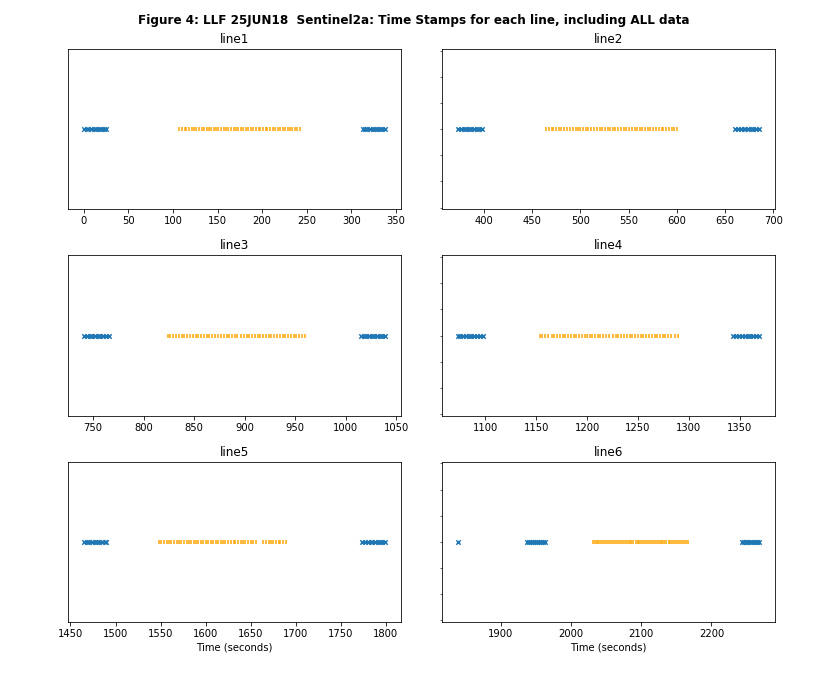 Figure 4: LLF 25JUN18  Sentinel2a: Time Stamps for each line, including ALL data
line1
line2
0 50 100 150 200 250 300 350
400 450 500 550 600 650 700
line3
line4
750 800 850 900 950 1000 1050
1100 1150 1200 1250 1300 1350
line5
line6
1450 1500 1550 1600 1650 1700 1750 1800
1900 2000 2100 2200
Time (seconds)
Time (seconds)